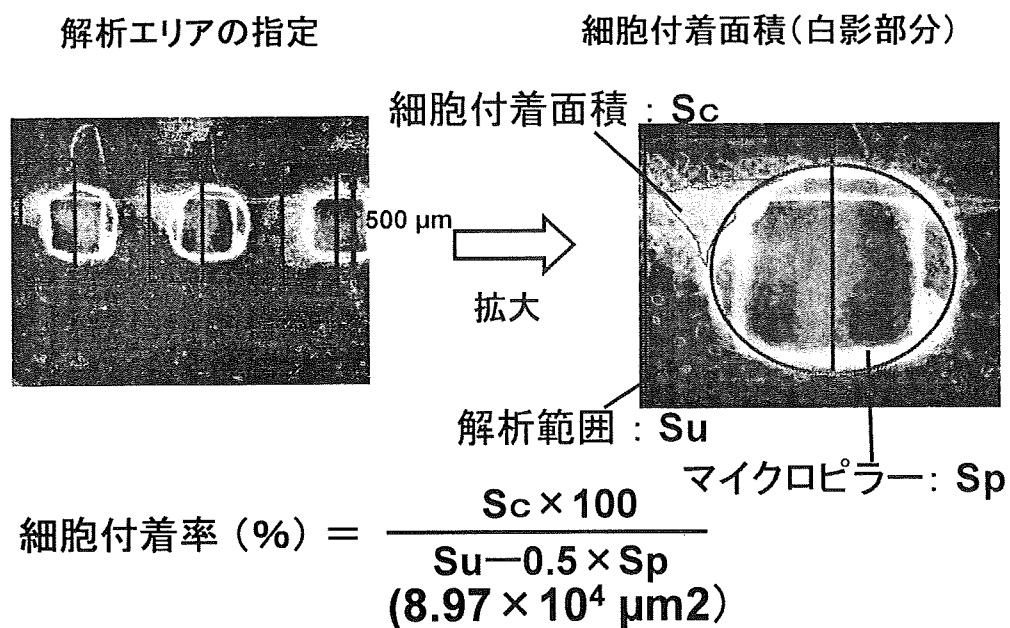 解析エリアの指定
細胞付着面積(白影部分)
細胞付着面積：Sc
500 μm
拡大
解析範囲：Su
マイクロピラー：Sp
細胞付着率(%)＝
Sc×100
Su—0.5×Sp
(8.97×10⁴ μm2)